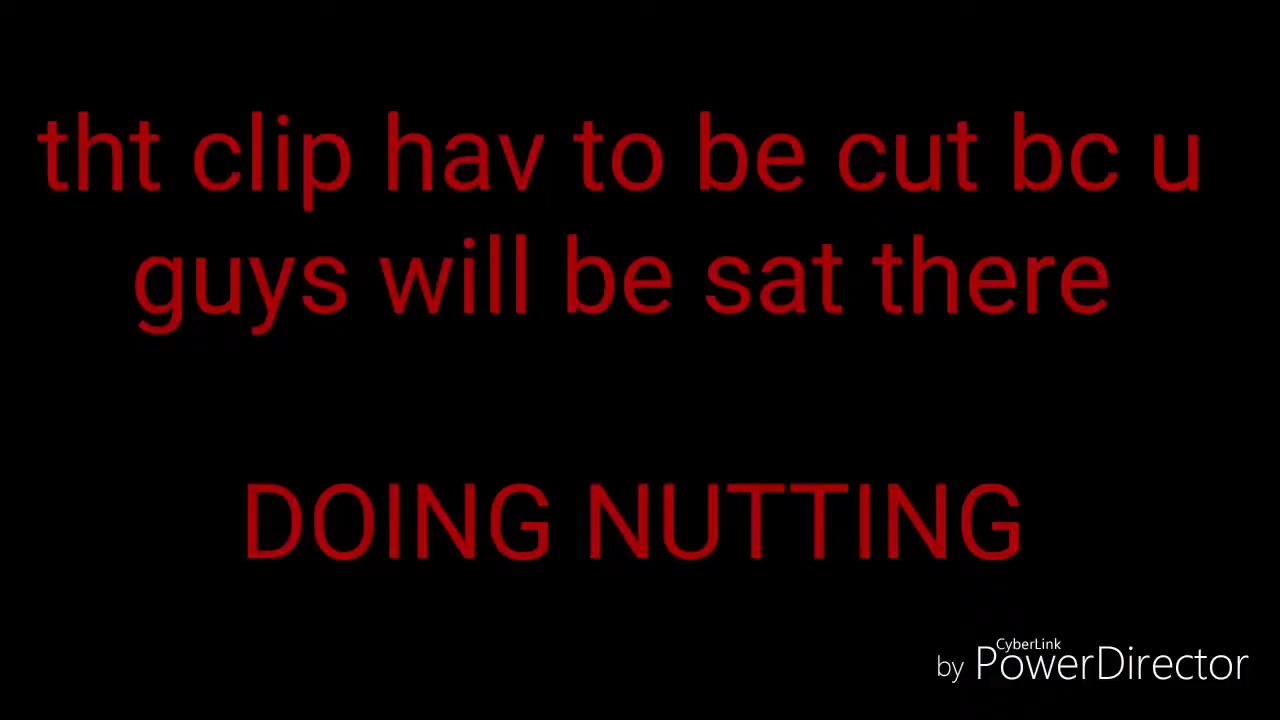 tht clip hav to be cut bc u
guys will be sat there
DOING NUTTING
CyberLink
by PowerDirector